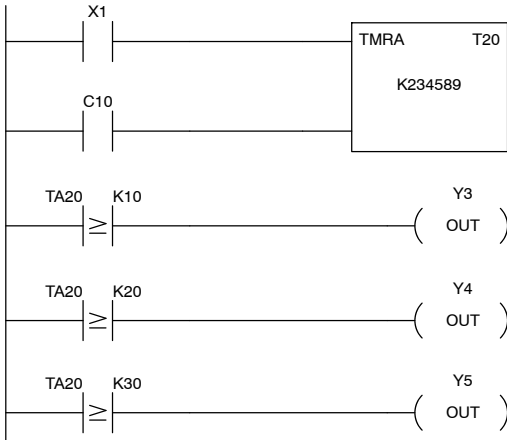 X1
TMRA T20
K234589
C10
TA20 ≥ K10 Y3
OUT
TA20 ≥ K20 Y4
OUT
TA20 ≥ K30 Y5
OUT